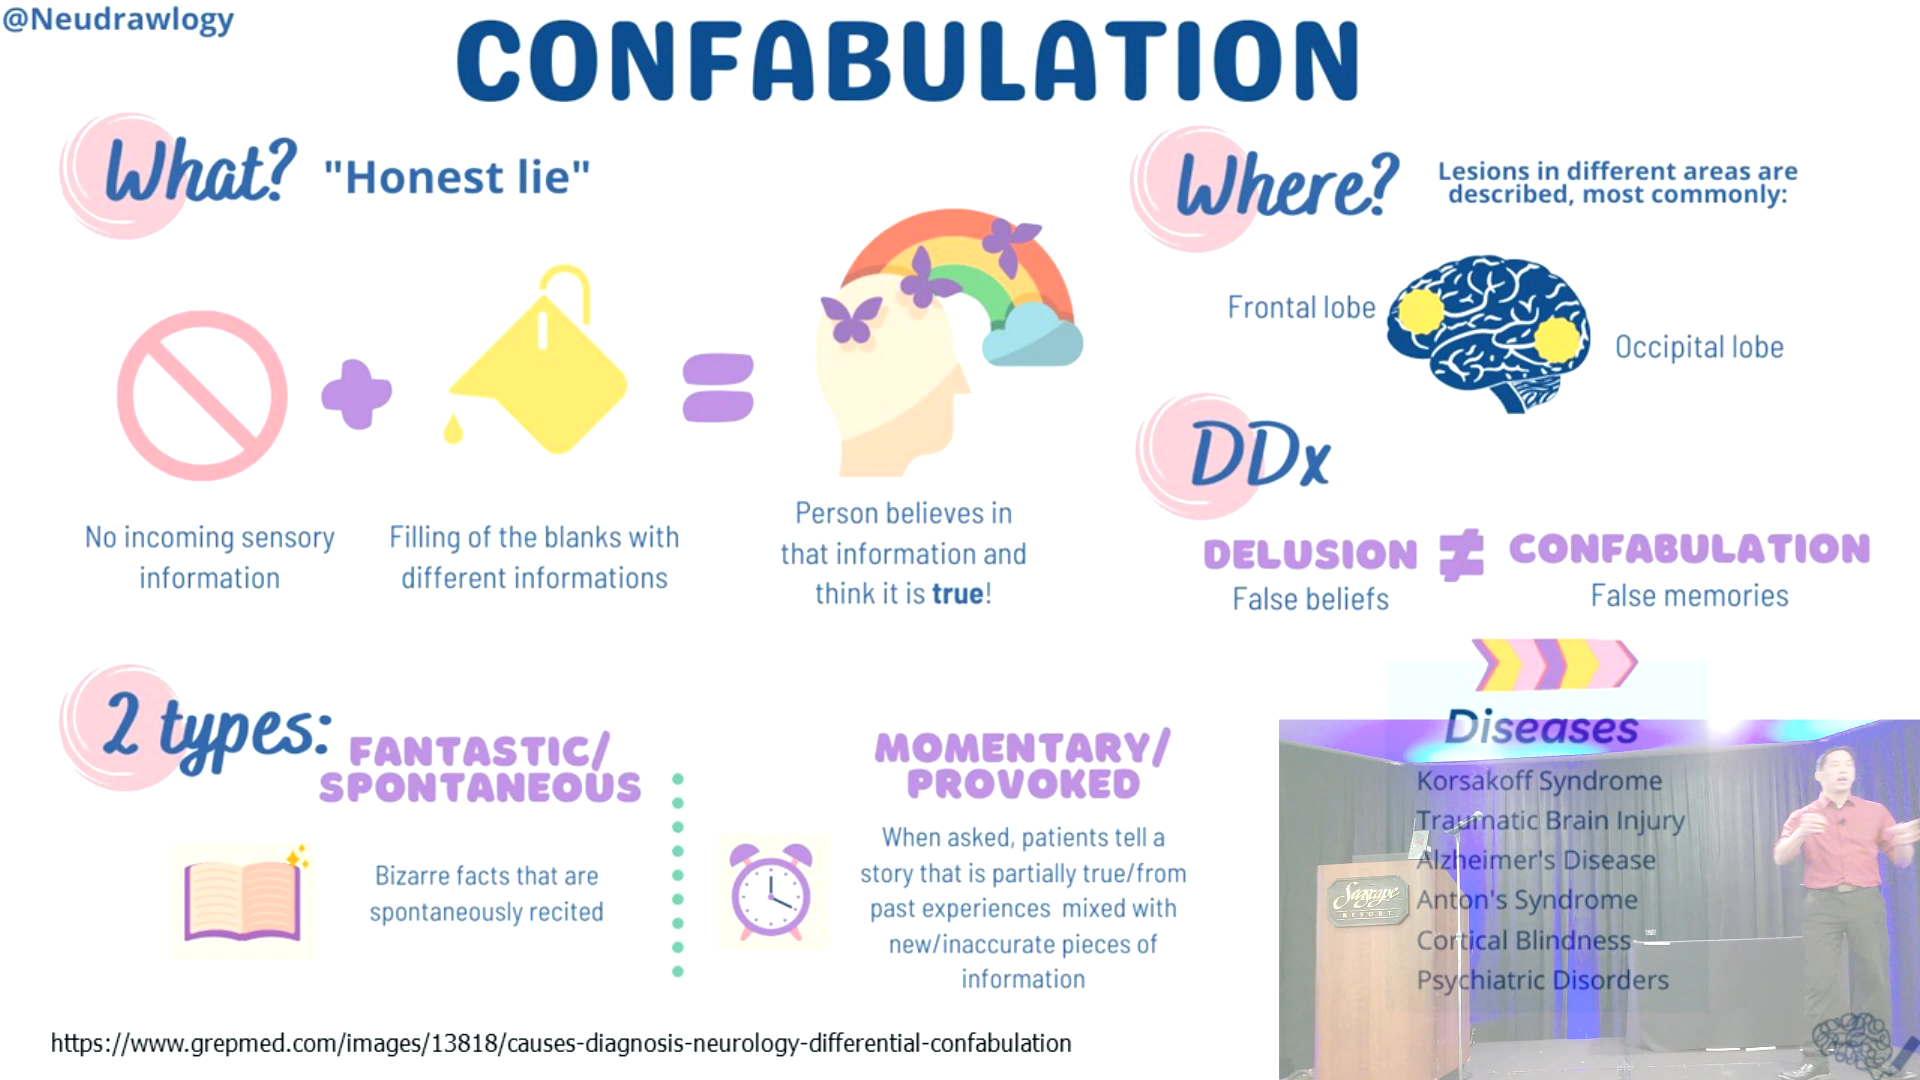 @Neudrawlogy
CONFABULATION
What?
"Honest lie"
No incoming sensory
information
Filling of the blanks with
different informations
Person believes in
that information and
think it is true!
Where?
Lesions in different areas are
described, most commonly:
Frontal lobe
Occipital lobe
DDx
DELUSION ≠ CONFABULATION
False beliefs
False memories
2 types:
FANTASTIC/
SPONTANEOUS
Bizarre facts that are
spontaneously recited
MOMENTARY/
PROVOKED
When asked, patients tell a
story that is partially true/from
past experiences mixed with
new/inaccurate pieces of
information
Diseases
Korsakoff Syndrome
Traumatic Brain Injury
Alzheimer's Disease
Anton's Syndrome
Cortical Blindness
Psychiatric Disorders
Seascape
RESORT
https://www.grepmed.com/images/13818/causes-diagnosis-neurology-differential-confabulation